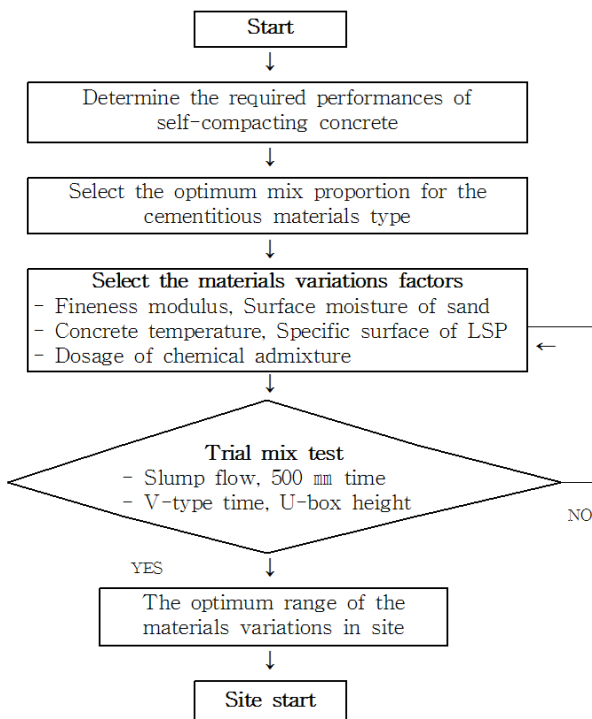 Start
↓
Determine the required performances of
self-compacting concrete
↓
Select the optimum mix proportion for the
cementitious materials type
↓
Select the materials variations factors
- Fineness modulus, Surface moisture of sand
- Concrete temperature, Specific surface of LSP
- Dosage of chemical admixture
←
↓
Trial mix test
- Slump flow, 500 ㎜ time
- V-type time, U-box height
NO
YES
↓
The optimum range of the
materials variations in site
↓
Site start